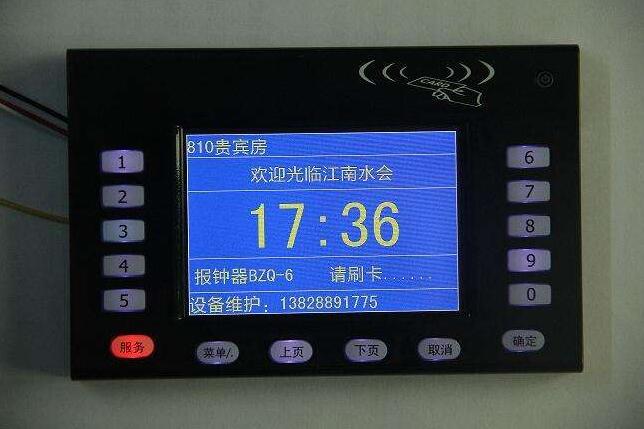 CARD
810贵宾房
欢迎光临江南水会
17:36
报钟器BZQ-6 请刷卡......
设备维护：13828891775
1
2
3
4
5
6
7
8
9
0
服务
菜单/.
上页
下页
取消
确定